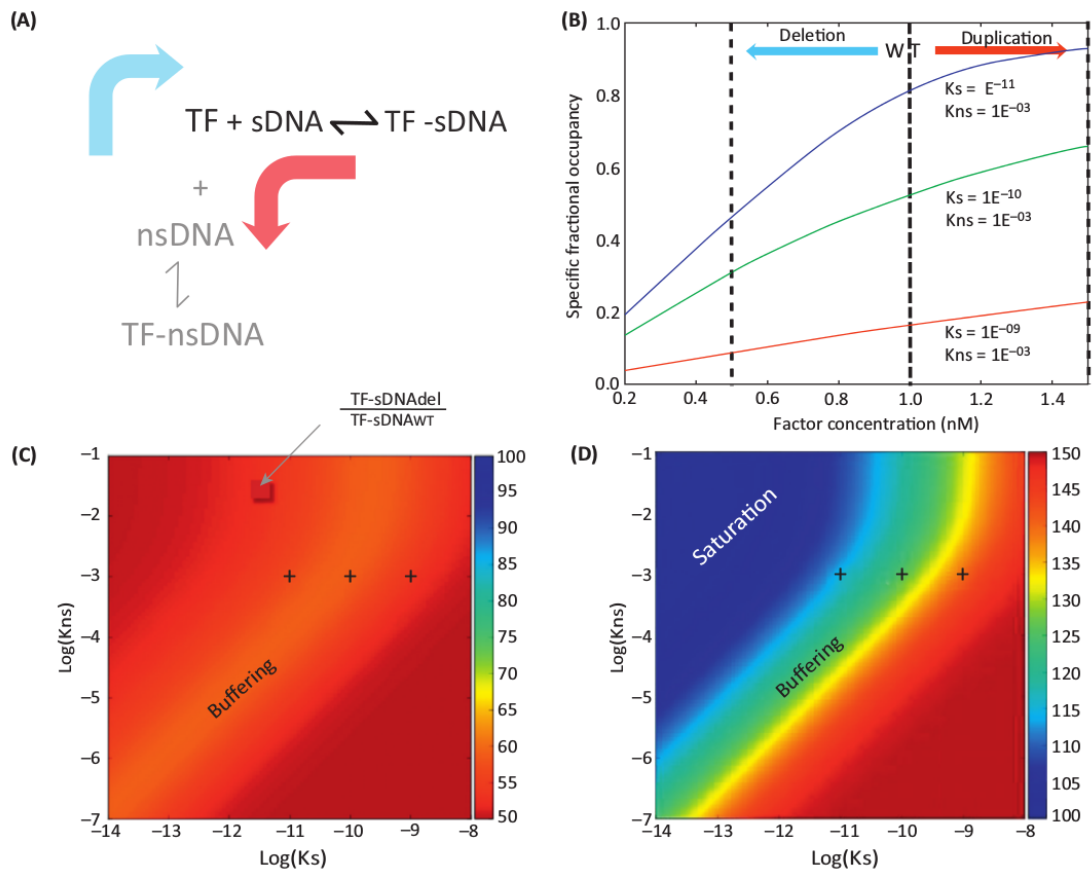 (A)
TF + sDNA ⇌ TF -sDNA
+
nsDNA
TF-nsDNA
(B)
1.0
0.8
0.6
0.4
0.2
0.0
Specific fractional occupancy
Deletion
W T
Duplication
Ks = E⁻¹¹
Kns = 1E⁻⁰³
Ks = 1E⁻¹⁰
Kns = 1E⁻⁰³
Ks = 1E⁻⁰⁹
Kns = 1E⁻⁰³
0.2 0.4 0.6 0.8 1.0 1.2 1.4
Factor concentration (nM)
TF-sDNAdel
TF-sDNAWT
(C)
–1
–2
–3
–4
–5
–6
–7
Log(Kns)
Buffering
–14 –13 –12 –11 –10 –9 –8
Log(Ks)
100
95
90
85
80
75
70
65
60
55
50
(D)
–1
–2
–3
–4
–5
–6
–7
Log(Kns)
Saturation
Buffering
–14 –13 –12 –11 –10 –9 –8
Log(Ks)
150
145
140
135
130
125
120
115
110
105
100